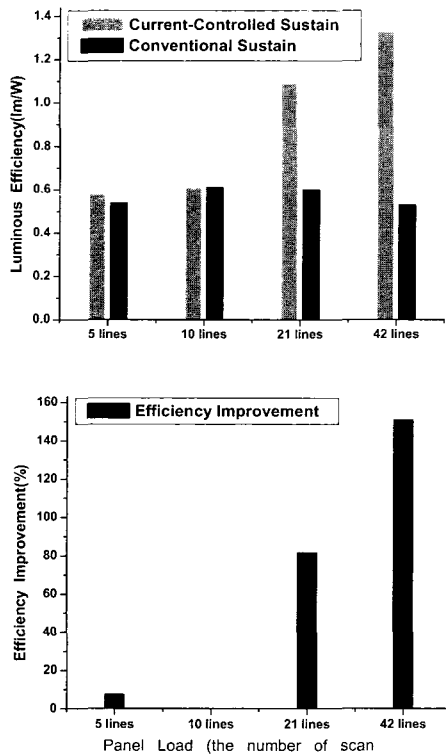 Current-Controlled Sustain
Conventional Sustain
Luminous Efficiency(lm/W)
1.4
1.2
1.0
0.8
0.6
0.4
0.2
0.0
5 lines 10 lines 21 lines 42 lines
Efficiency Improvement
Efficiency Improvement(%)
160
140
120
100
80
60
40
20
0
5 lines 10 lines 21 lines 42 lines
Panel Load (the number of scan